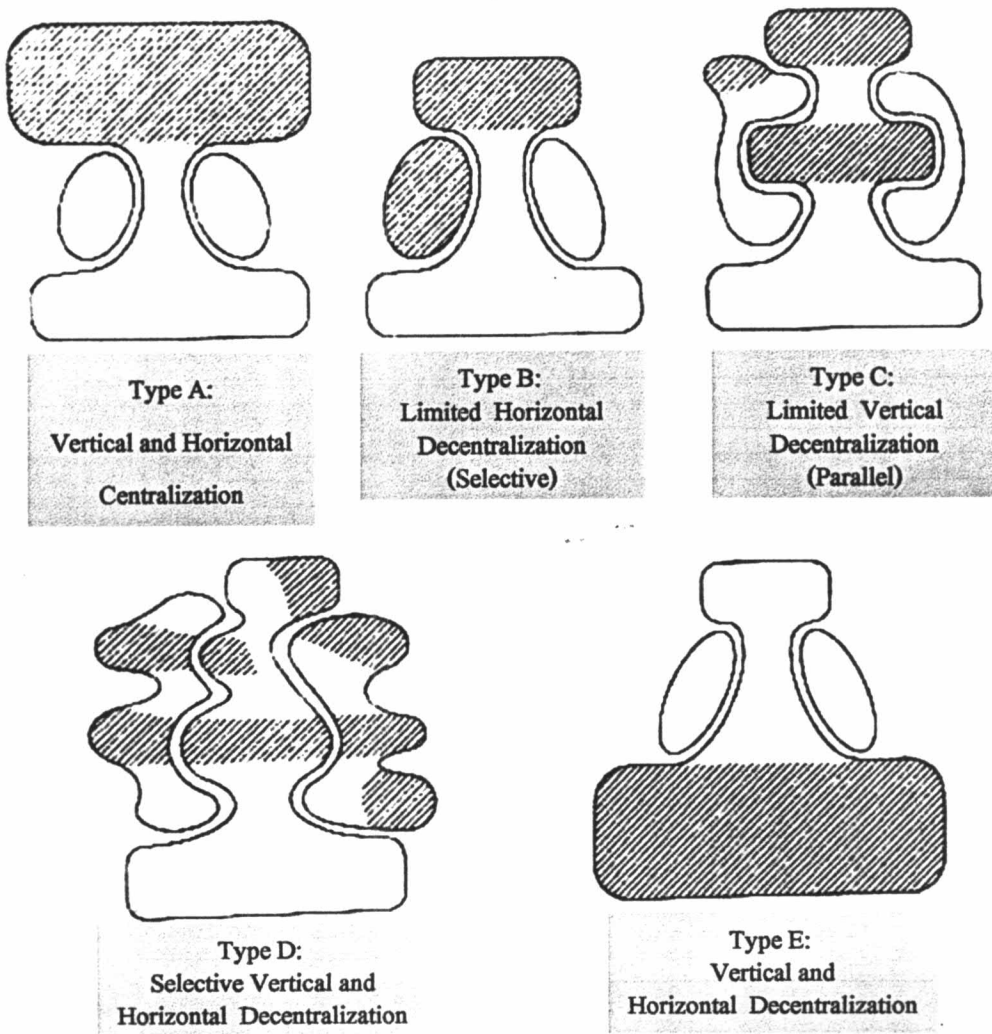 Type A:
Vertical and Horizontal
Centralization
Type B:
Limited Horizontal
Decentralization
(Selective)
Type C:
Limited Vertical
Decentralization
(Parallel)
Type D:
Selective Vertical and
Horizontal Decentralization
Type E:
Vertical and
Horizontal Decentralization